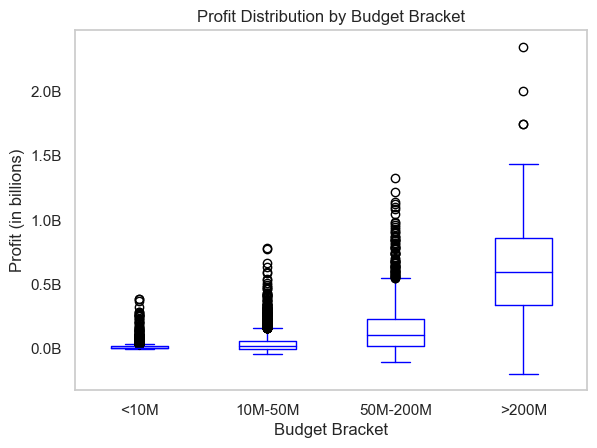 Profit Distribution by Budget Bracket
Profit (in billions)
2.0B
1.5B
1.0B
0.5B
0.0B
<10M
10M-50M
50M-200M
>200M
Budget Bracket